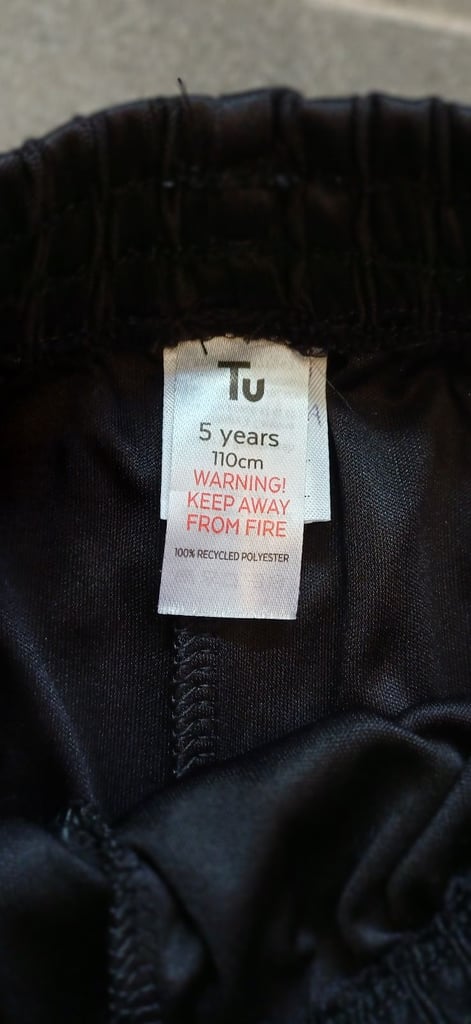 Tu
5 years
110cm
WARNING!
KEEP AWAY
FROM FIRE
100% RECYCLED POLYESTER
A